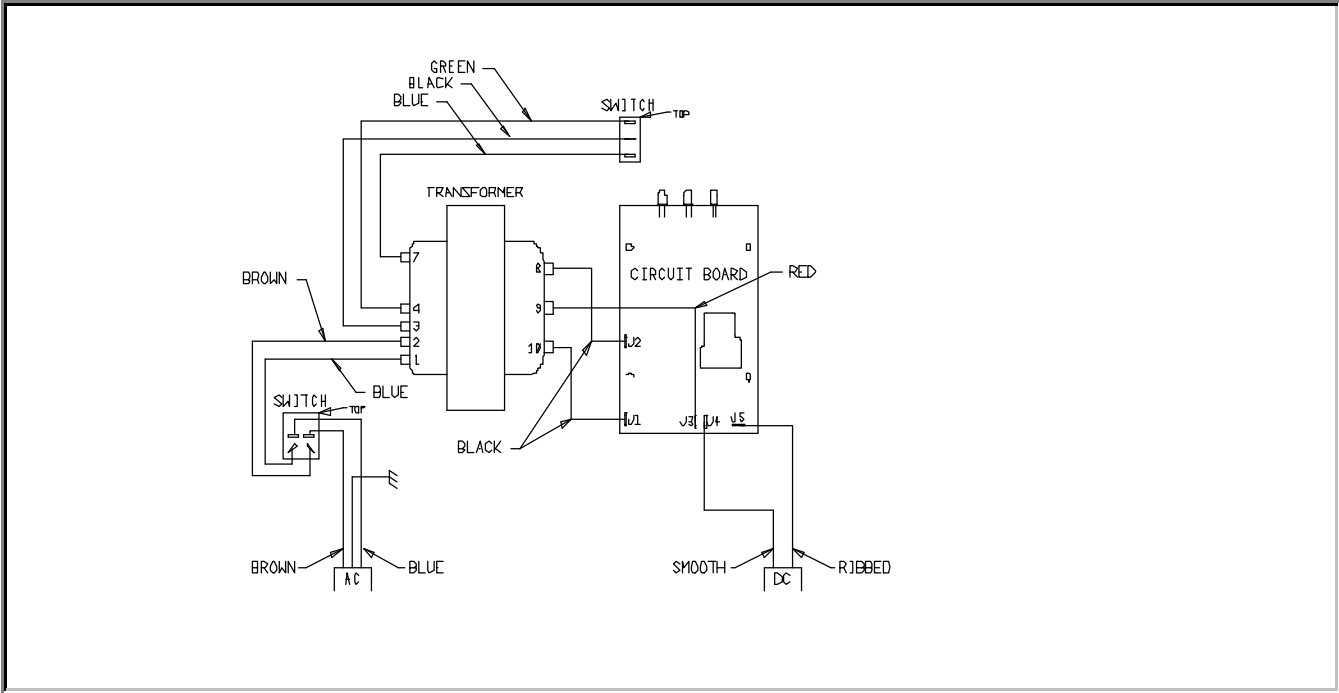 GREEN
BLACK
BLUE
SWITCH
TOP
TRANSFORMER
7
8
CIRCUIT BOARD
RED
BROWN
4
9
3
2
J2
10
1
BLUE
SWITCH
TOP
J1
J3
J4
J5
BLACK
BROWN
BLUE
AC
SMOOTH
DC
RIBBED